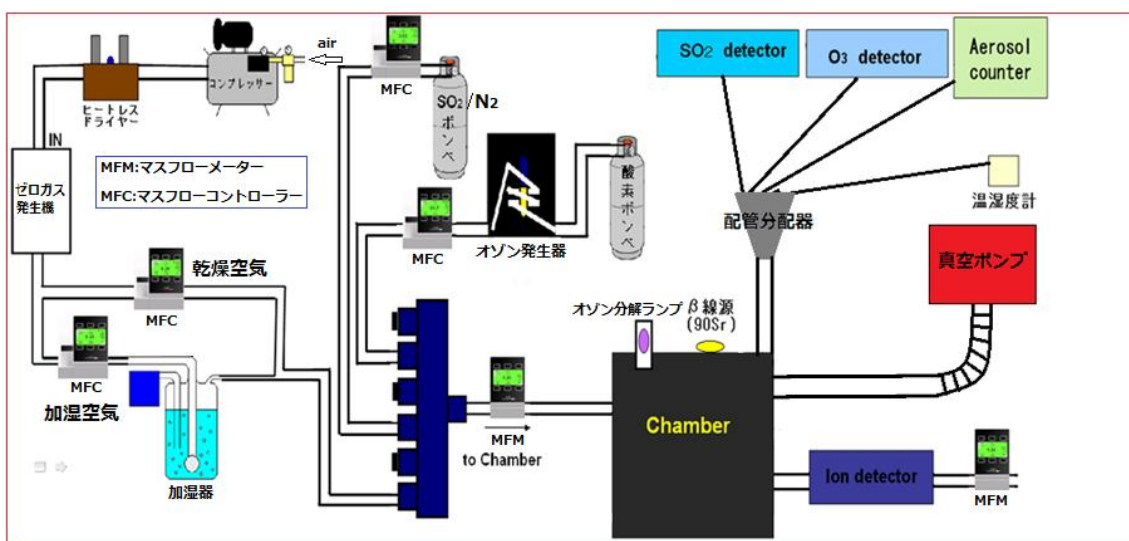 air
コンプレッサー
ヒートレス
ドライヤー
IN
ゼロガス
発生機
MFM:マスフローメーター
MFC:マスフローコントローラー
MFC
SO2
/N2
ボンベ
MFC
オゾン発生器
酸素ボンベ
乾燥空気
MFC
MFC
加湿空気
加湿器
MFM
to Chamber
オゾン分解ランプ
β線源
(90Sr)
Chamber
SO2 detector
O3 detector
Aerosol
counter
配管分配器
温湿度計
真空ポンプ
Ion detector
MFM